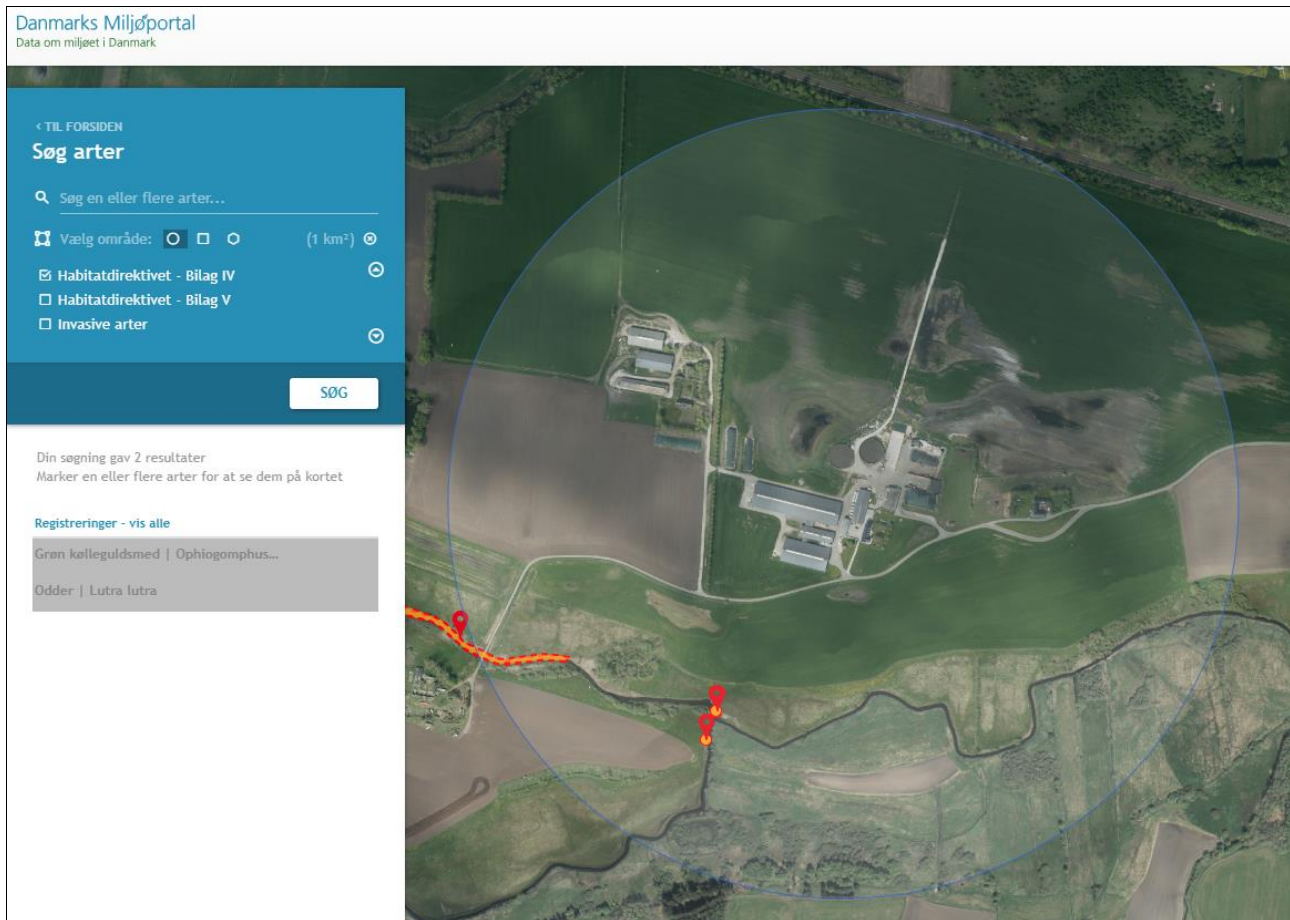 Danmarks Miljøportal
Data om miljøet i Danmark
‹ TIL FORSIDEN
Søg arter
Søg en eller flere arter...
Vælg område: (1 km²)
Habitatdirektivet - Bilag IV
Habitatdirektivet - Bilag V
Invasive arter
SØG
Din søgning gav 2 resultater
Marker en eller flere arter for at se dem på kortet
Registreringer - vis alle
Grøn kølleguldsmed | Ophiogomphus...
Odder | Lutra lutra